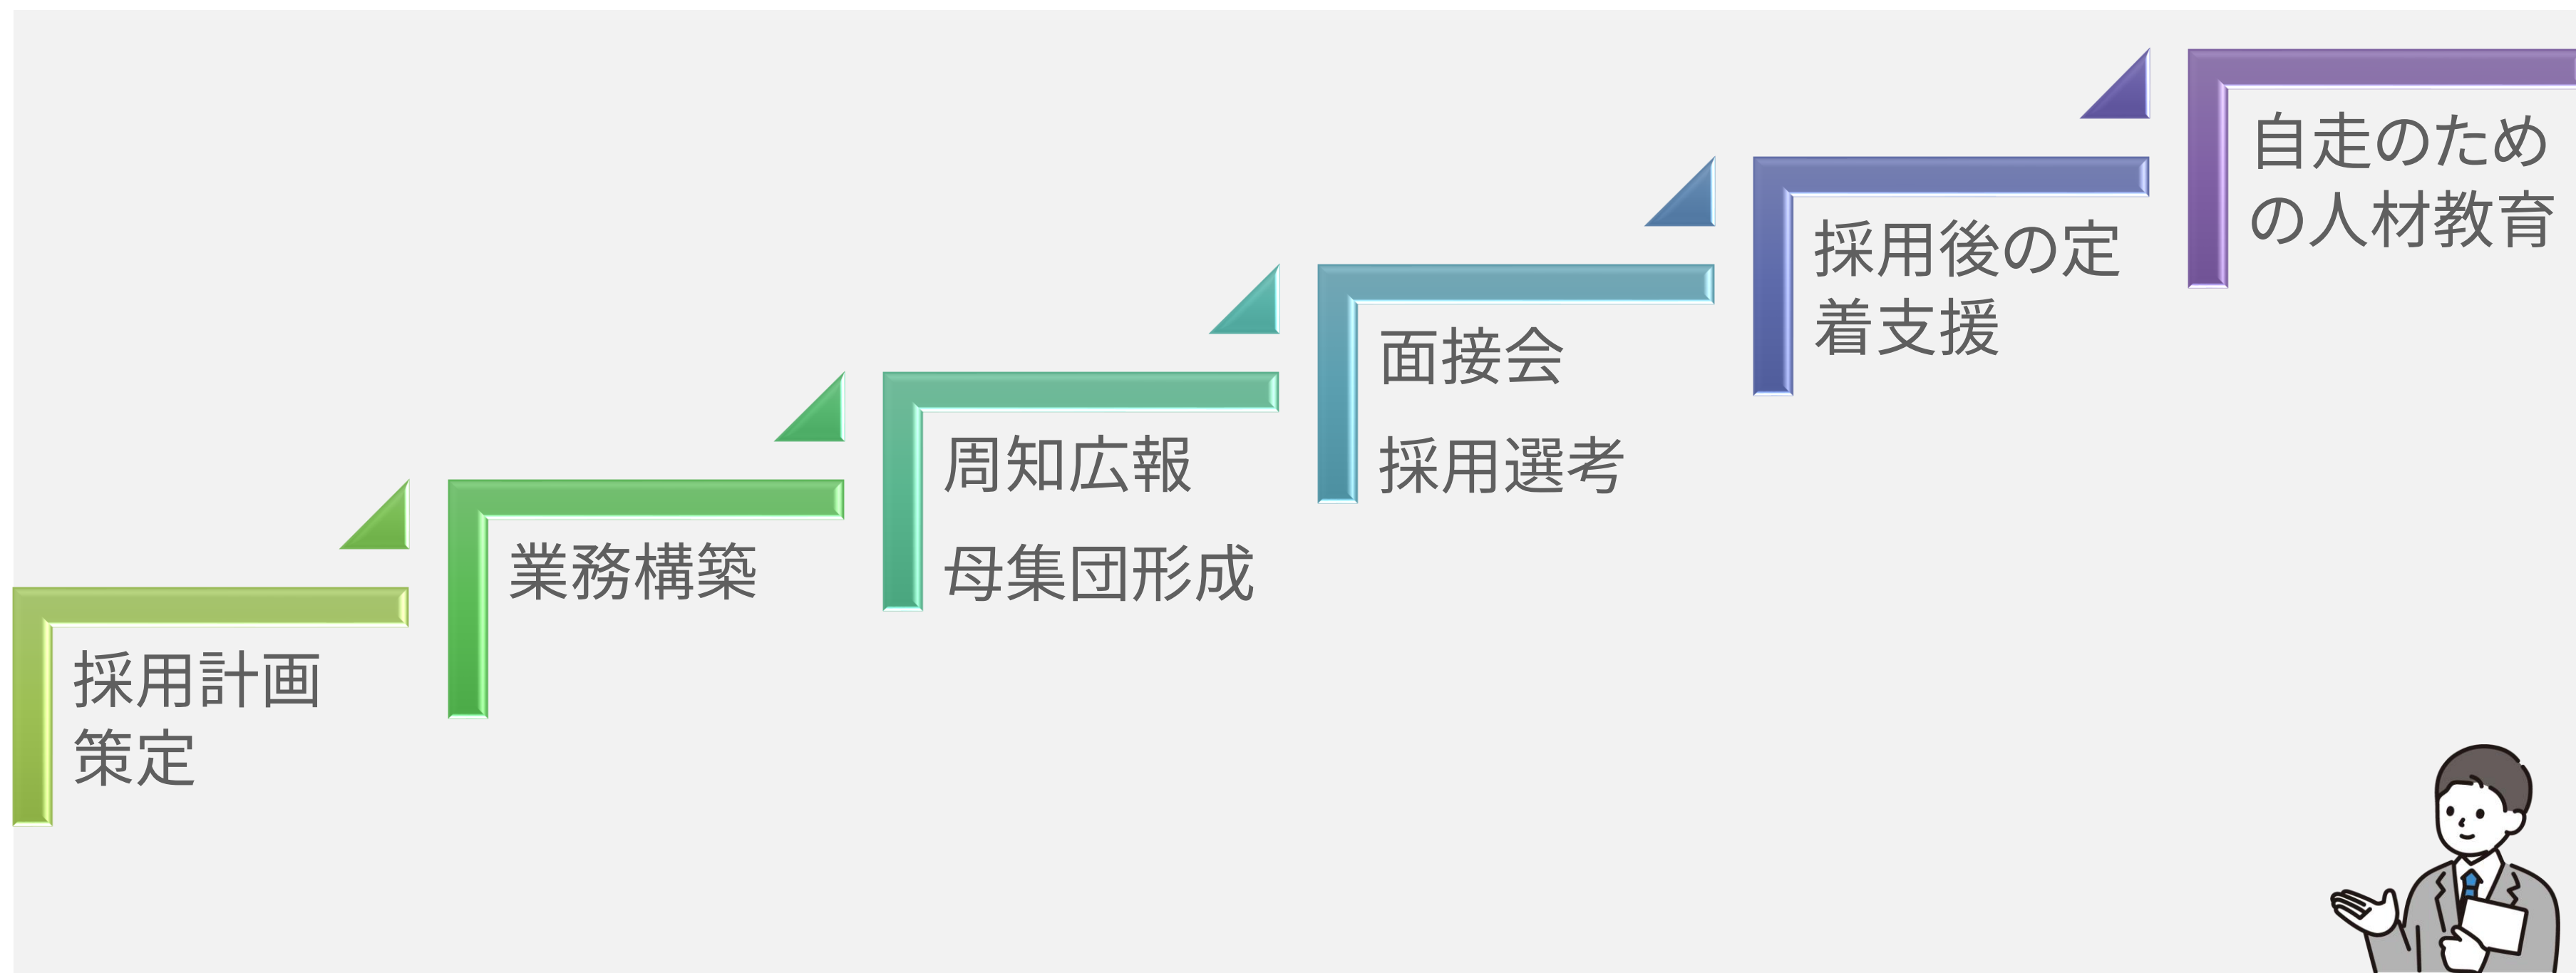 採用計画
策定
業務構築
周知広報
母集団形成
面接会
採用選考
採用後の定
着支援
自走のため
の人材教育